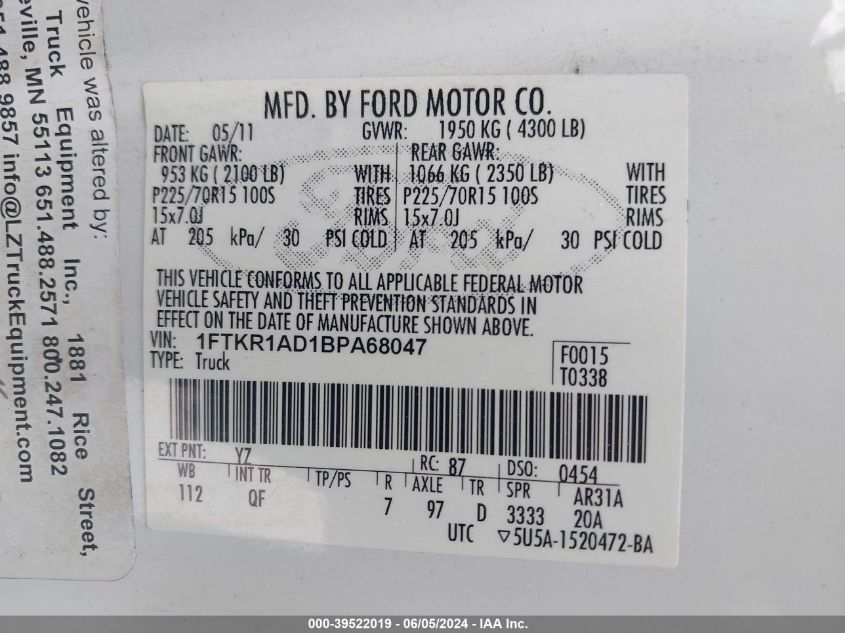 vehicle was altered by:
Truck Equipment Inc., 1881 Rice Street,
eville, MN 55113 651.488.2571 800.247.1082
651.488.9857 info@LZTruckEquipment.com
MFD. BY FORD MOTOR CO.
DATE: 05/11 GVWR: 1950 KG ( 4300 LB)
FRONT GAWR: REAR GAWR:
953 KG ( 2100 LB) WITH 1066 KG ( 2350 LB) WITH
P225/70R15 100S TIRES P225/70R15 100S TIRES
15x7.0J RIMS 15x7.0J RIMS
AT 205 kPa/ 30 PSI COLD AT 205 kPa/ 30 PSI COLD
Ford
THIS VEHICLE CONFORMS TO ALL APPLICABLE FEDERAL MOTOR
VEHICLE SAFETY AND THEFT PREVENTION STANDARDS IN
EFFECT ON THE DATE OF MANUFACTURE SHOWN ABOVE.
VIN: 1FTKR1AD1BPA68047 F0015
TYPE: Truck T0338
EXT PNT: YZ RC: 87 DSO: 0454
WB INT TR TP/PS R AXLE TR SPR AR31A
112 QF 7 97 D 3333 20A
UTC ▽5U5A-1520472-BA
000-39522019 - 06/05/2024 - IAA Inc.